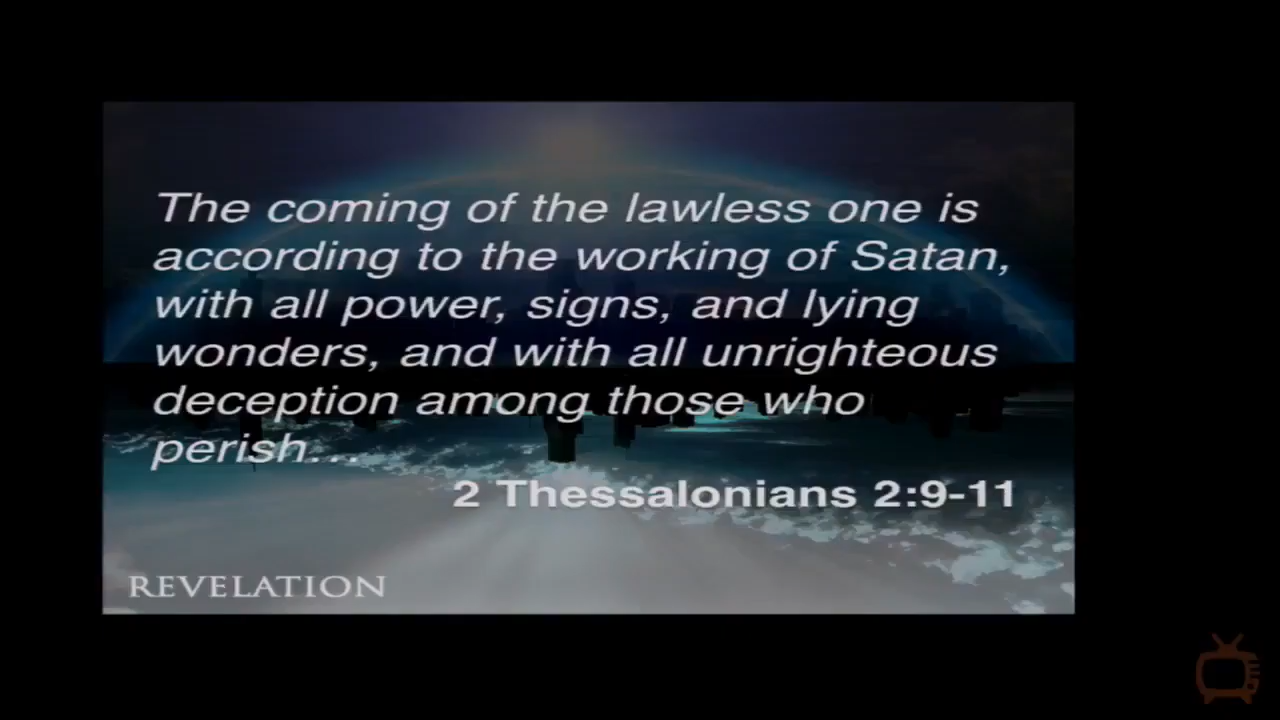 The coming of the lawless one is
according to the working of Satan,
with all power, signs, and lying
wonders, and with all unrighteous
deception among those who
perish...
2 Thessalonians 2:9-11
REVELATION